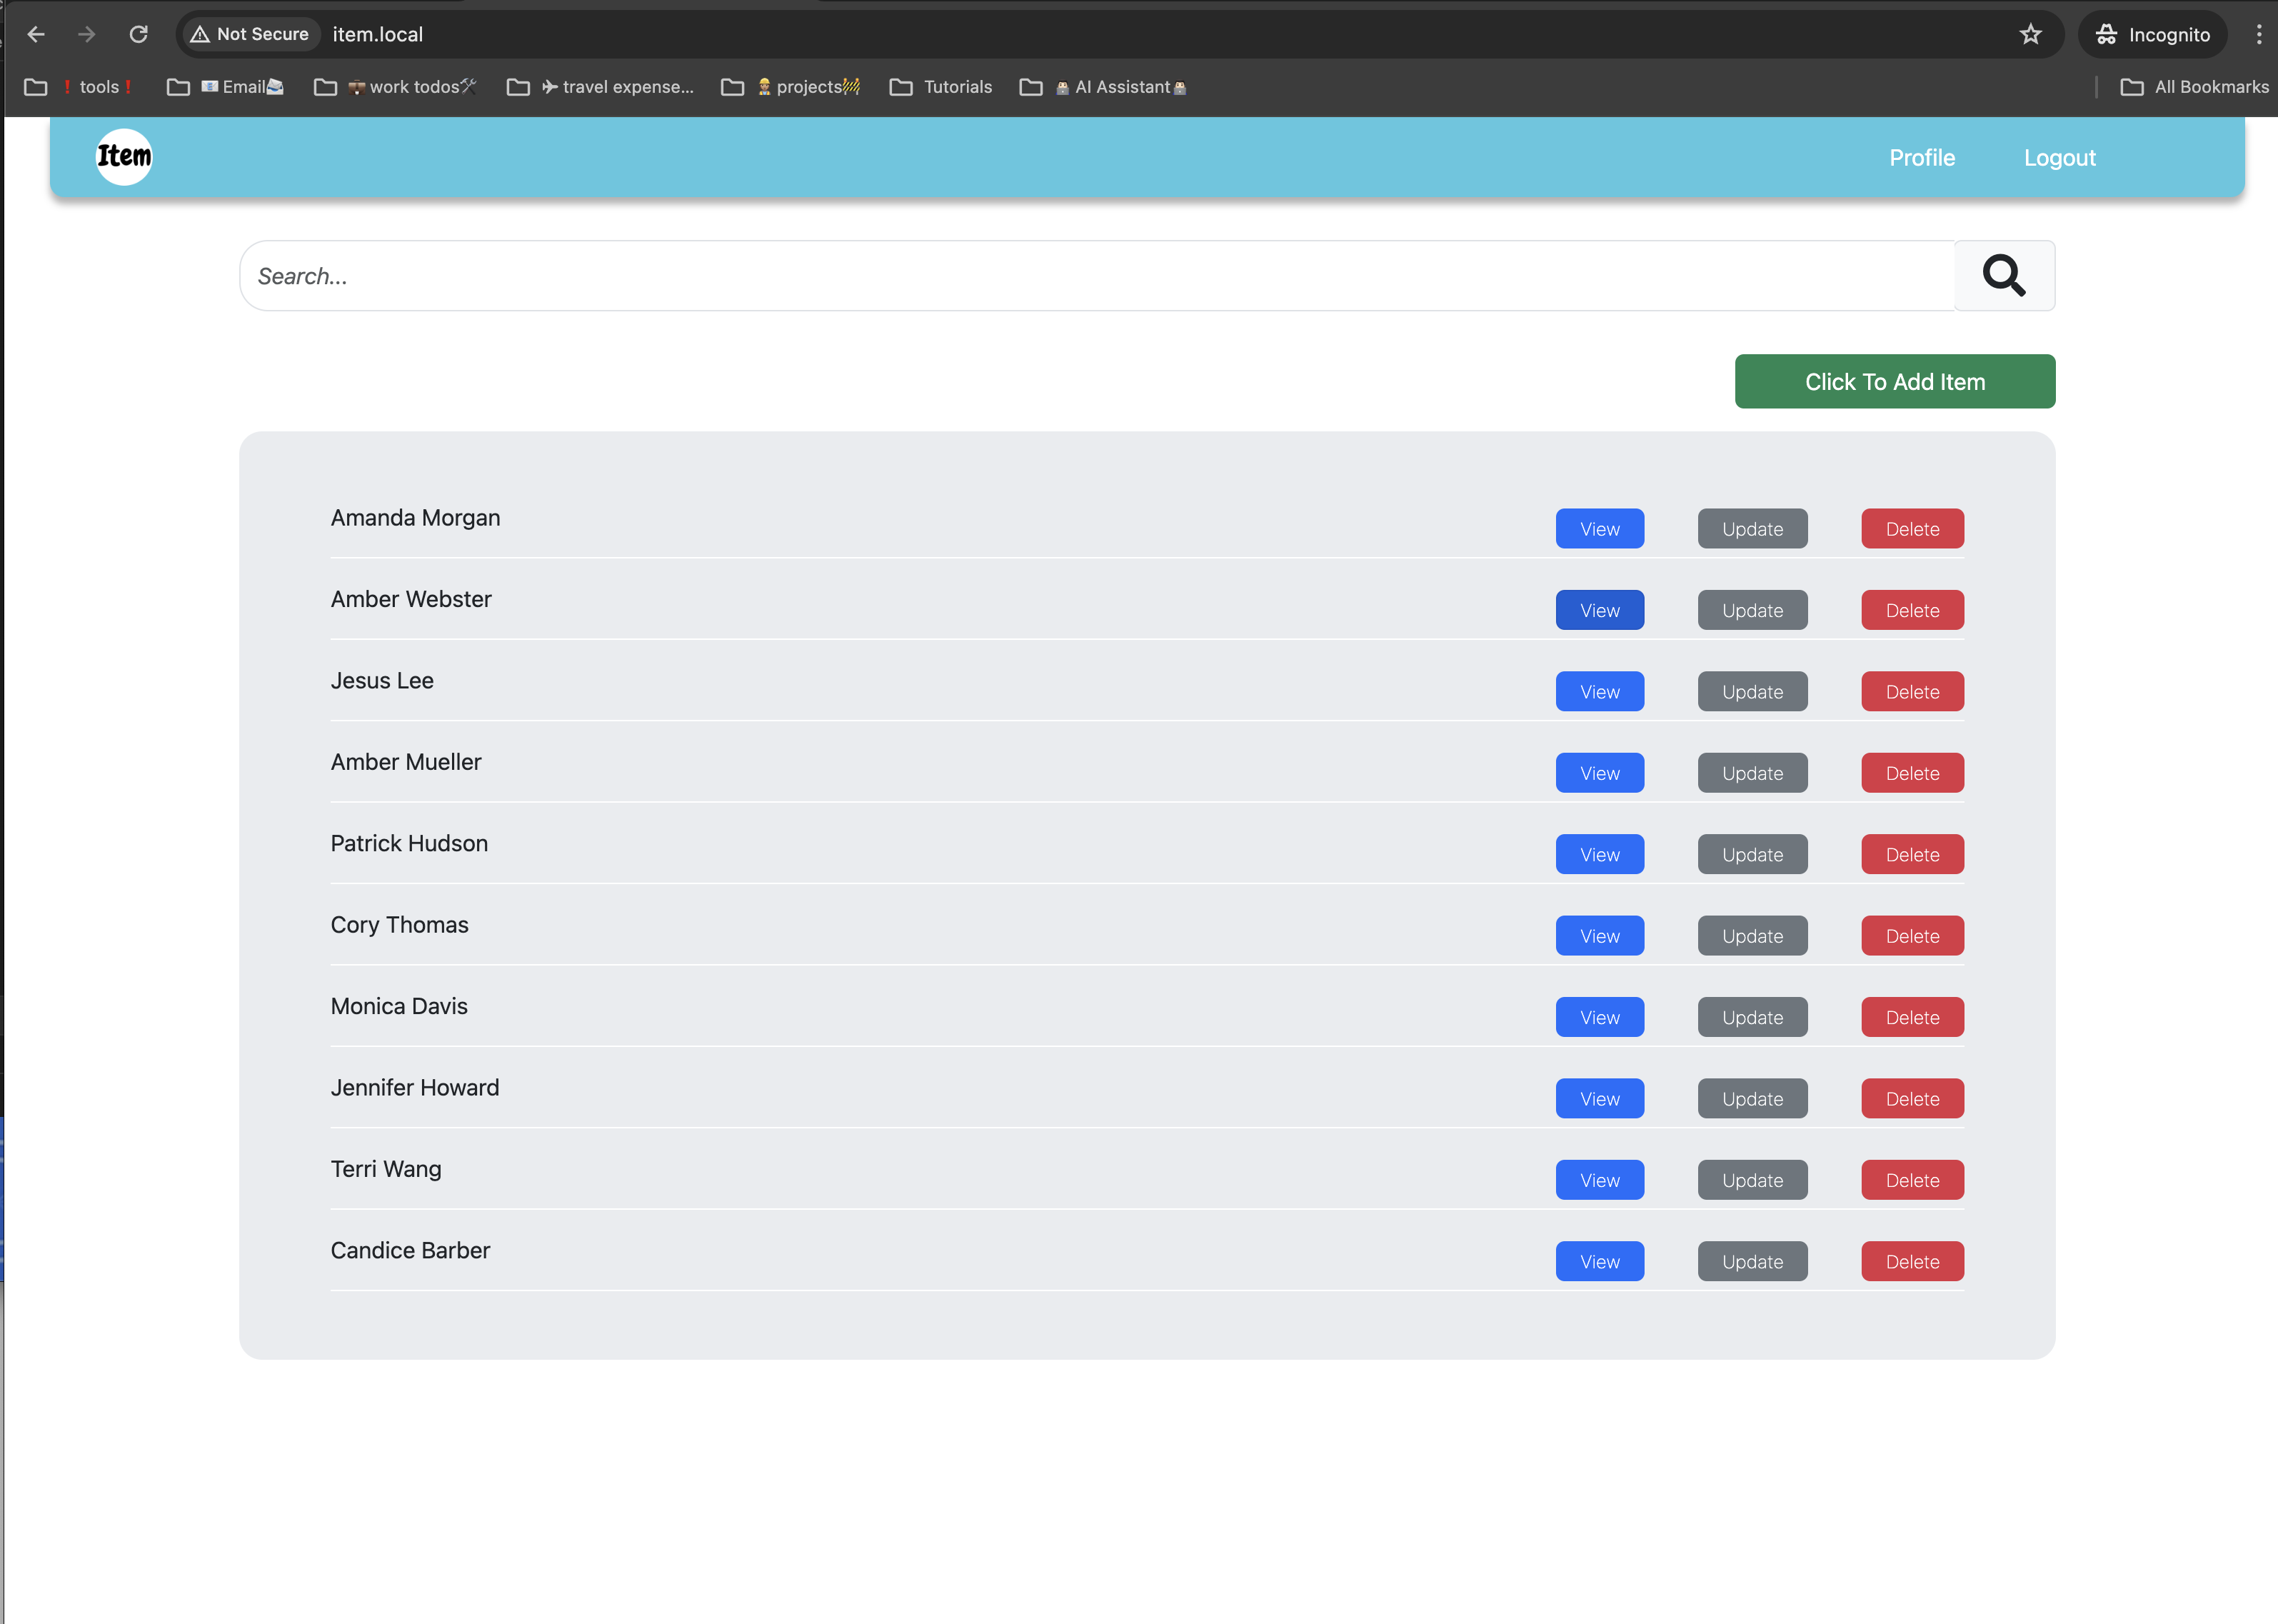 Not Secure item.local Incognito
❗ tools❗ 📧Email📨 💼work todos🛠 ✈travel expense... 👷projects🚧 Tutorials 👨‍💻AI Assistant👨‍💻 All Bookmarks
Item Profile Logout
Search...
Click To Add Item
Amanda Morgan View Update Delete
Amber Webster View Update Delete
Jesus Lee View Update Delete
Amber Mueller View Update Delete
Patrick Hudson View Update Delete
Cory Thomas View Update Delete
Monica Davis View Update Delete
Jennifer Howard View Update Delete
Terri Wang View Update Delete
Candice Barber View Update Delete